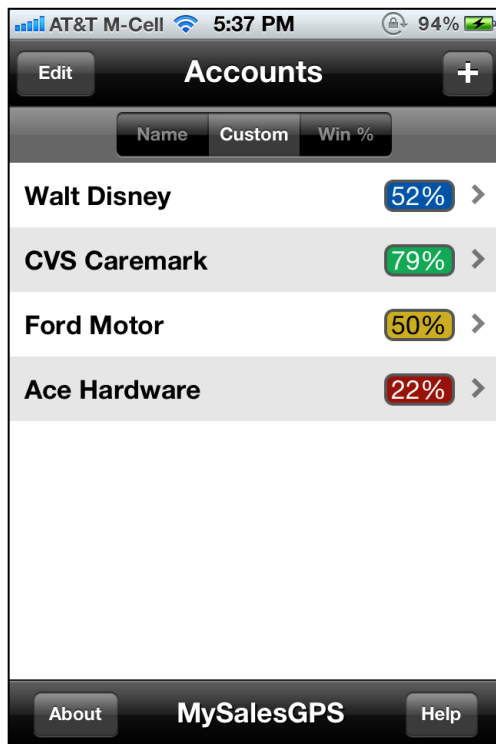 AT&T M-Cell 5:37 PM 94%
Edit Accounts +
Name Custom Win %
Walt Disney 52%
CVS Caremark 79%
Ford Motor 50%
Ace Hardware 22%
About MySalesGPS Help